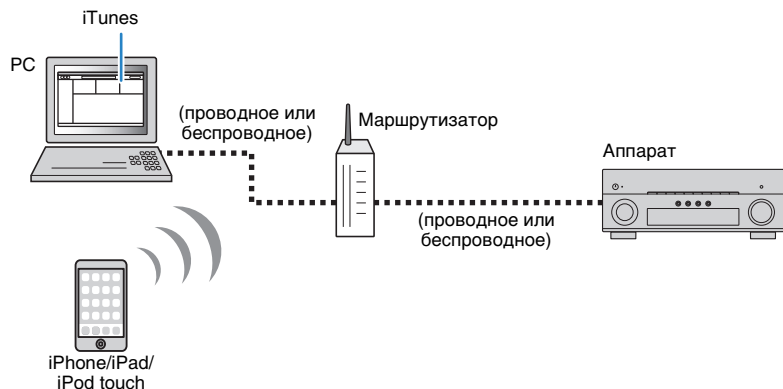 iTunes
PC
(проводное или
беспроводное)
Маршрутизатор
Аппарат
(проводное или
беспроводное)
iPhone/iPad/
iPod touch